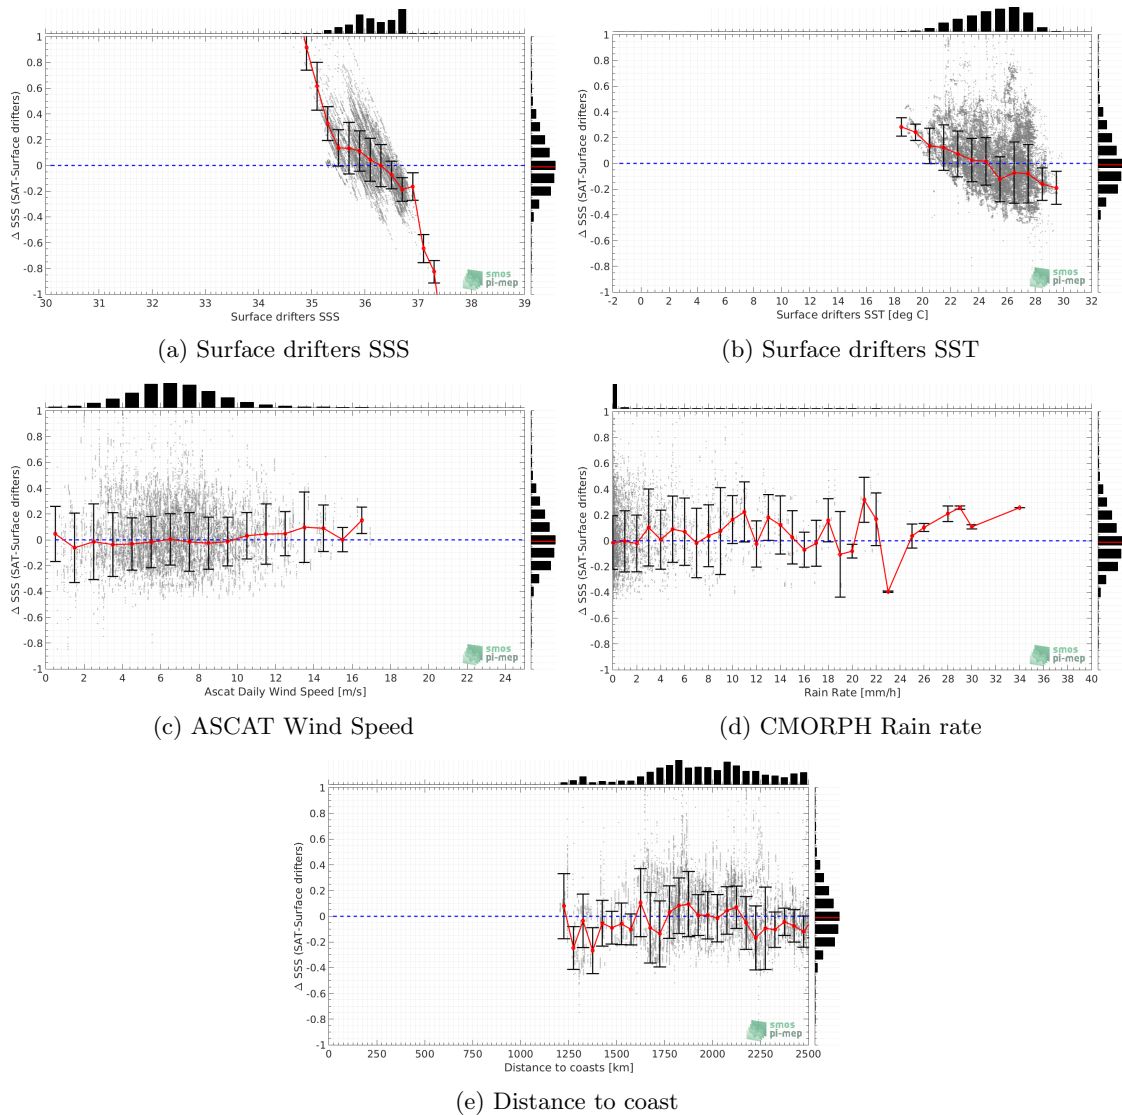 1
0.8
0.6
0.4
0.2
0
-0.2
-0.4
-0.6
-0.8
-1
Δ SSS (SAT-Surface drifters)
30 31 32 33 34 35 36 37 38 39
Surface drifters SSS
smos
pi-mep
(a) Surface drifters SSS
1
0.8
0.6
0.4
0.2
0
-0.2
-0.4
-0.6
-0.8
-1
Δ SSS (SAT-Surface drifters)
-2 0 2 4 6 8 10 12 14 16 18 20 22 24 26 28 30 32
Surface drifters SST [deg C]
smos
pi-mep
(b) Surface drifters SST
1
0.8
0.6
0.4
0.2
0
-0.2
-0.4
-0.6
-0.8
-1
Δ SSS (SAT-Surface drifters)
0 2 4 6 8 10 12 14 16 18 20 22 24
Ascat Daily Wind Speed [m/s]
smos
pi-mep
(c) ASCAT Wind Speed
1
0.8
0.6
0.4
0.2
0
-0.2
-0.4
-0.6
-0.8
-1
Δ SSS (SAT-Surface drifters)
0 2 4 6 8 10 12 14 16 18 20 22 24 26 28 30 32 34 36 38 40
Rain Rate [mm/h]
smos
pi-mep
(d) CMORPH Rain rate
1
0.8
0.6
0.4
0.2
0
-0.2
-0.4
-0.6
-0.8
-1
Δ SSS (SAT-Surface drifters)
0 250 500 750 1000 1250 1500 1750 2000 2250 2500
Distance to coasts [km]
smos
pi-mep
(e) Distance to coast